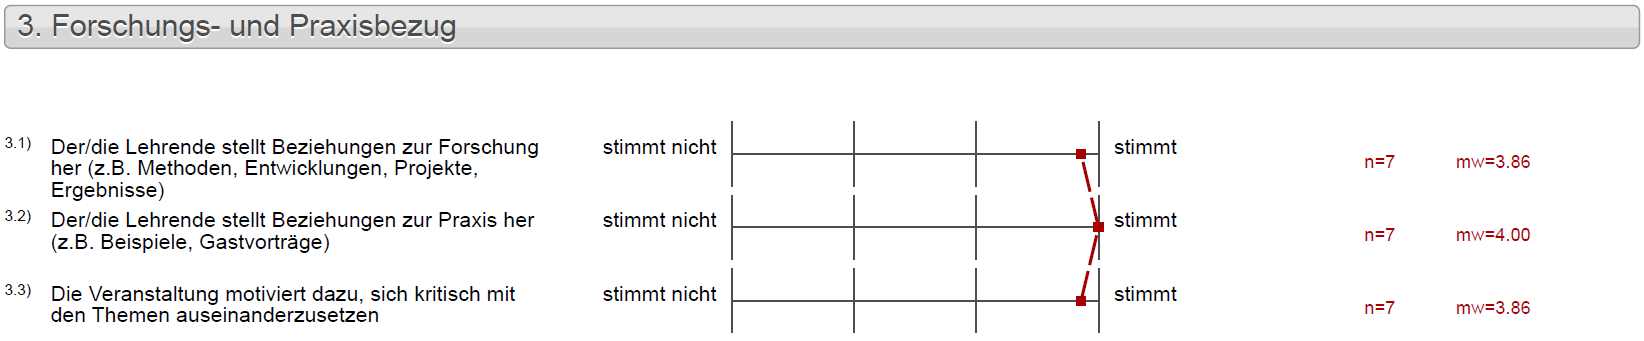 3. Forschungs- und Praxisbezug
3.1) Der/die Lehrende stellt Beziehungen zur Forschung
her (z.B. Methoden, Entwicklungen, Projekte,
Ergebnisse)
stimmt nicht
stimmt
n=7
mw=3.86
3.2) Der/die Lehrende stellt Beziehungen zur Praxis her
(z.B. Beispiele, Gastvorträge)
stimmt nicht
stimmt
n=7
mw=4.00
3.3) Die Veranstaltung motiviert dazu, sich kritisch mit
den Themen auseinanderzusetzen
stimmt nicht
stimmt
n=7
mw=3.86